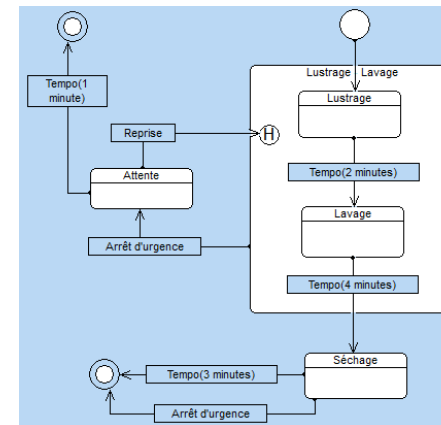 Tempo(1
minute)
Lustrage Lavage
Lustrage
Reprise
H
Attente
Tempo(2 minutes)
Lavage
Arrêt d'urgence
Tempo(4 minutes)
Séchage
Tempo(3 minutes)
Arrêt d'urgence